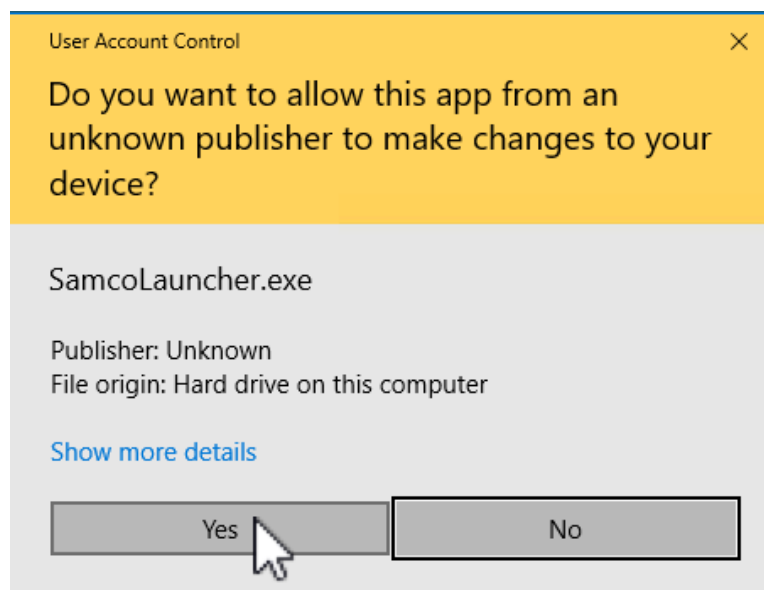 User Account Control
Do you want to allow this app from an
unknown publisher to make changes to your
device?
SamcoLauncher.exe
Publisher: Unknown
File origin: Hard drive on this computer
Show more details
Yes
No